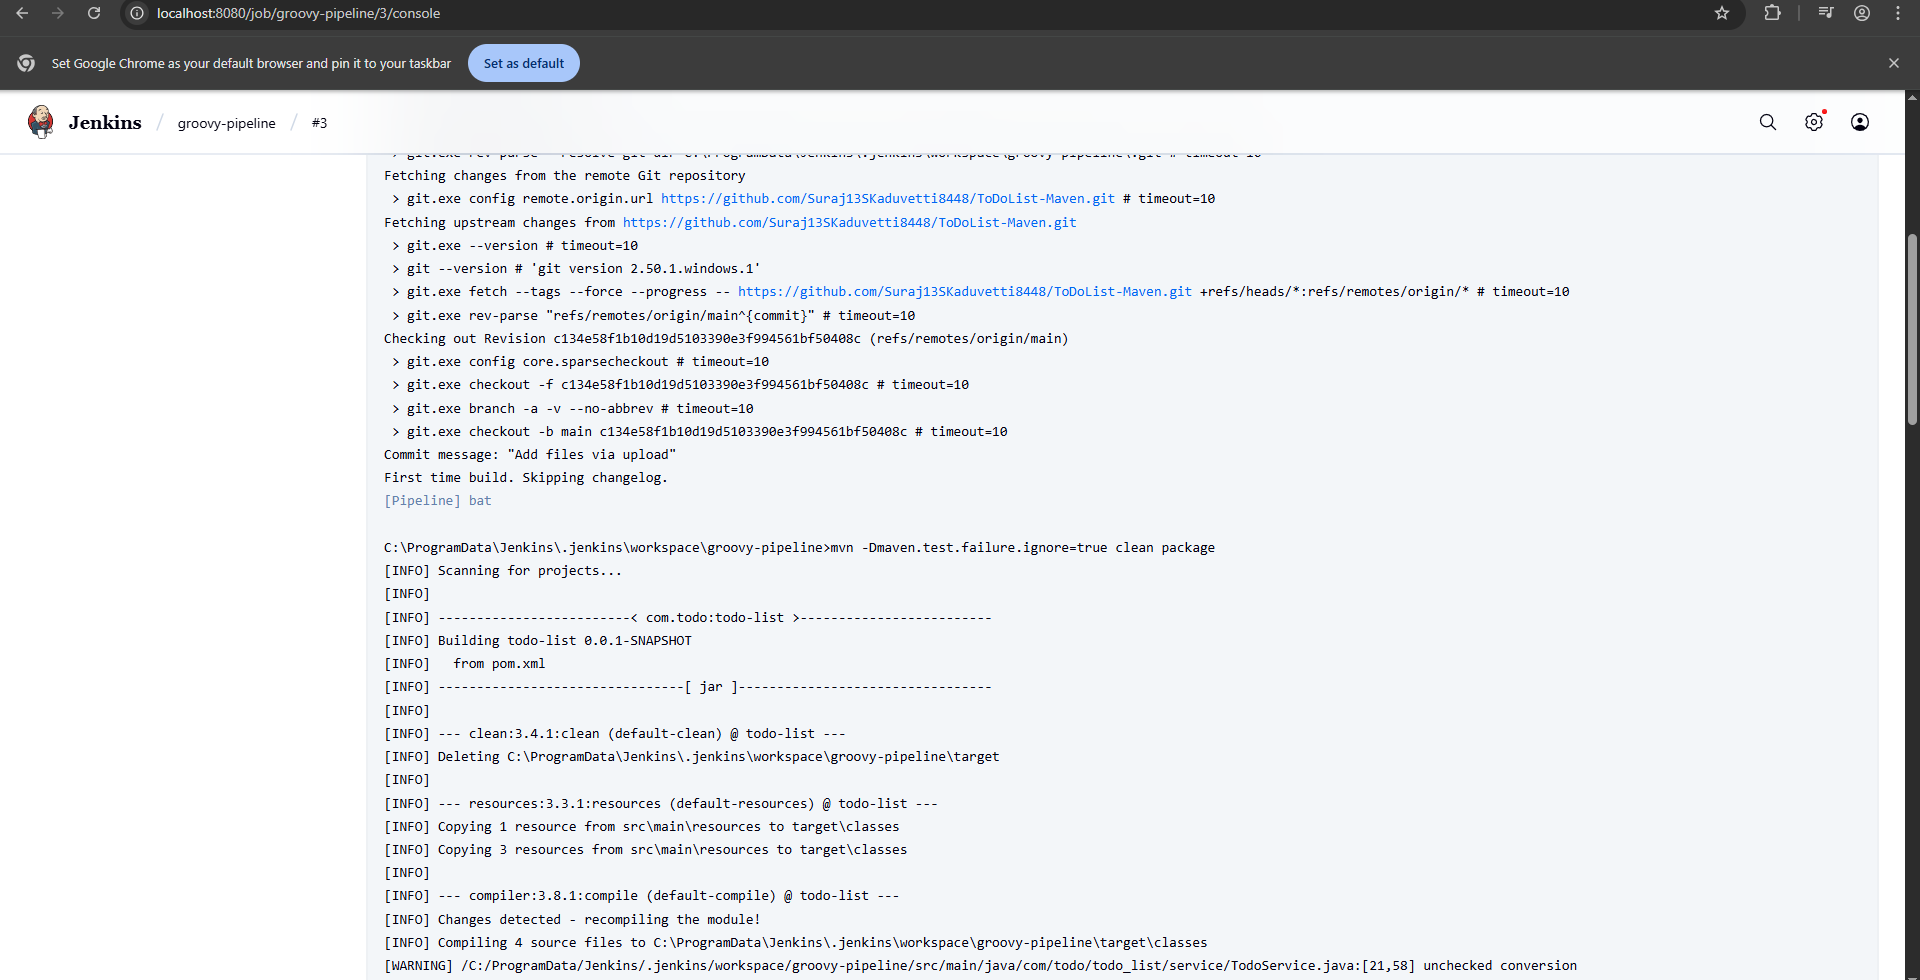 localhost:8080/job/groovy-pipeline/3/console
Set Google Chrome as your default browser and pin it to your taskbar
Set as default
Jenkins / groovy-pipeline / #3
Fetching changes from the remote Git repository
> git.exe config remote.origin.url https://github.com/Suraj13SKaduvetti8448/ToDoList-Maven.git # timeout=10
Fetching upstream changes from https://github.com/Suraj13SKaduvetti8448/ToDoList-Maven.git
> git.exe --version # timeout=10
> git --version # 'git version 2.50.1.windows.1'
> git.exe fetch --tags --force --progress -- https://github.com/Suraj13SKaduvetti8448/ToDoList-Maven.git +refs/heads/*:refs/remotes/origin/* # timeout=10
> git.exe rev-parse "refs/remotes/origin/main^{commit}" # timeout=10
Checking out Revision c134e58f1b10d19d5103390e3f994561bf50408c (refs/remotes/origin/main)
> git.exe config core.sparsecheckout # timeout=10
> git.exe checkout -f c134e58f1b10d19d5103390e3f994561bf50408c # timeout=10
> git.exe branch -a -v --no-abbrev # timeout=10
> git.exe checkout -b main c134e58f1b10d19d5103390e3f994561bf50408c # timeout=10
Commit message: "Add files via upload"
First time build. Skipping changelog.
[Pipeline] bat
C:\ProgramData\Jenkins\.jenkins\workspace\groovy-pipeline>mvn -Dmaven.test.failure.ignore=true clean package
[INFO] Scanning for projects...
[INFO]
[INFO] -------------------------< com.todo:todo-list >-------------------------
[INFO] Building todo-list 0.0.1-SNAPSHOT
[INFO]   from pom.xml
[INFO] --------------------------------[ jar ]---------------------------------
[INFO]
[INFO] --- clean:3.4.1:clean (default-clean) @ todo-list ---
[INFO] Deleting C:\ProgramData\Jenkins\.jenkins\workspace\groovy-pipeline\target
[INFO]
[INFO] --- resources:3.3.1:resources (default-resources) @ todo-list ---
[INFO] Copying 1 resource from src\main\resources to target\classes
[INFO] Copying 3 resources from src\main\resources to target\classes
[INFO]
[INFO] --- compiler:3.8.1:compile (default-compile) @ todo-list ---
[INFO] Changes detected - recompiling the module!
[INFO] Compiling 4 source files to C:\ProgramData\Jenkins\.jenkins\workspace\groovy-pipeline\target\classes
[WARNING] /C:/ProgramData/Jenkins/.jenkins/workspace/groovy-pipeline/src/main/java/com/todo/todo_list/service/TodoService.java:[21,58] unchecked conversion